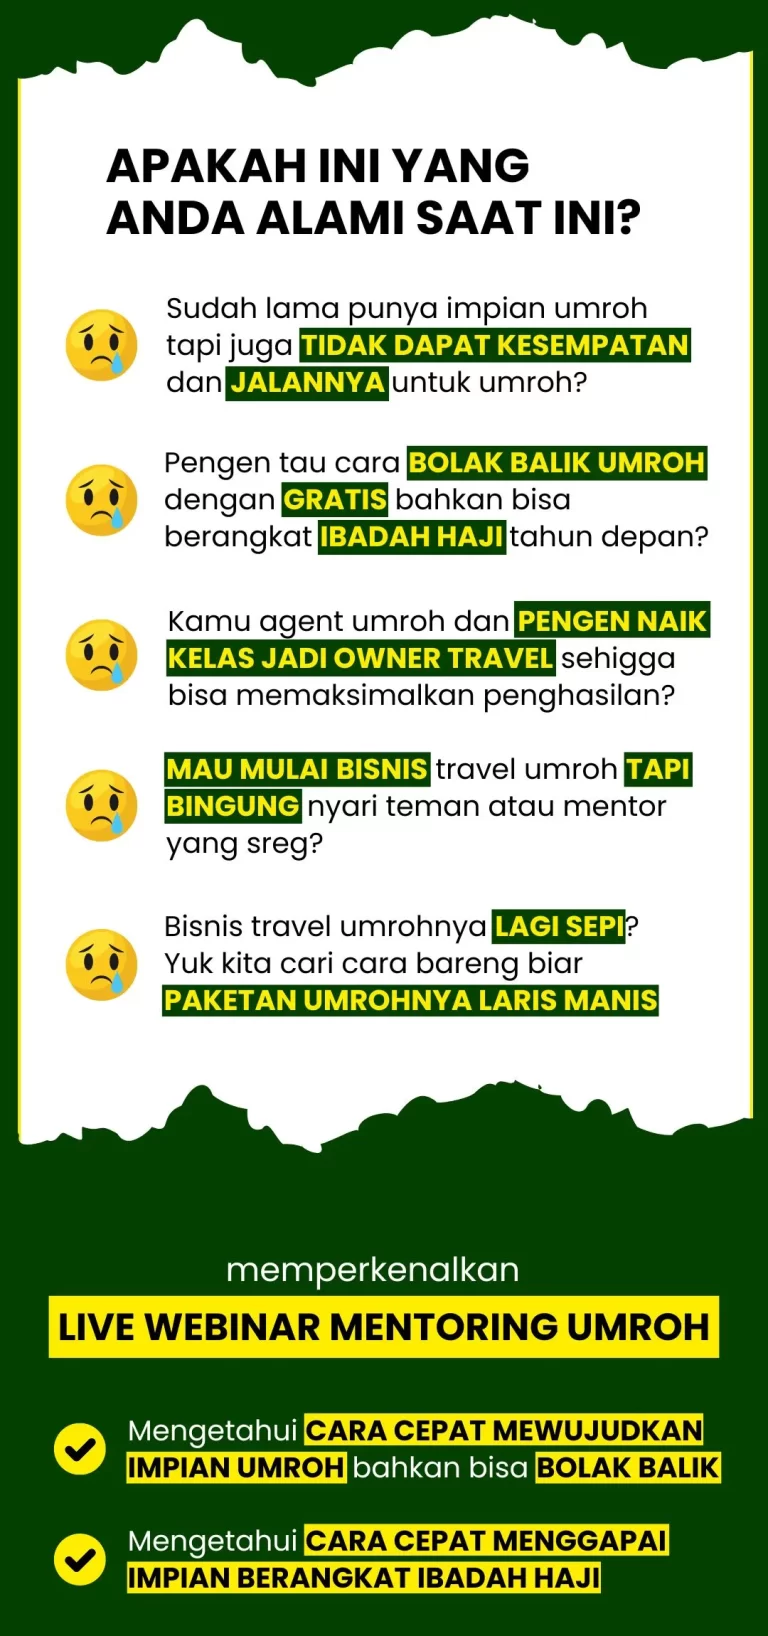 APAKAH INI YANG
ANDA ALAMI SAAT INI?
Sudah lama punya impian umroh
tapi juga TIDAK DAPAT KESEMPATAN
dan JALANNYA untuk umroh?
Pengen tau cara BOLAK BALIK UMROH
dengan GRATIS bahkan bisa
berangkat IBADAH HAJI tahun depan?
Kamu agent umroh dan PENGEN NAIK
KELAS JADI OWNER TRAVEL sehigga
bisa memaksimalkan penghasilan?
MAU MULAI BISNIS travel umroh TAPI
BINGUNG nyari teman atau mentor
yang sreg?
Bisnis travel umrohnya LAGI SEPI?
Yuk kita cari cara bareng biar
PAKETAN UMROHNYA LARIS MANIS
memperkenalkan
LIVE WEBINAR MENTORING UMROH
Mengetahui CARA CEPAT MEWUJUDKAN
IMPIAN UMROH bahkan bisa BOLAK BALIK
Mengetahui CARA CEPAT MENGGAPAI
IMPIAN BERANGKAT IBADAH HAJI